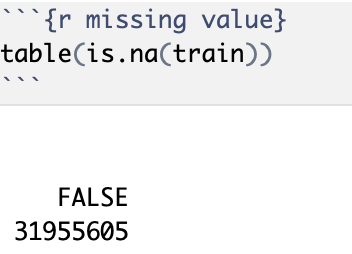 ```{r missing value}
table(is.na(train))
```
FALSE
31955605